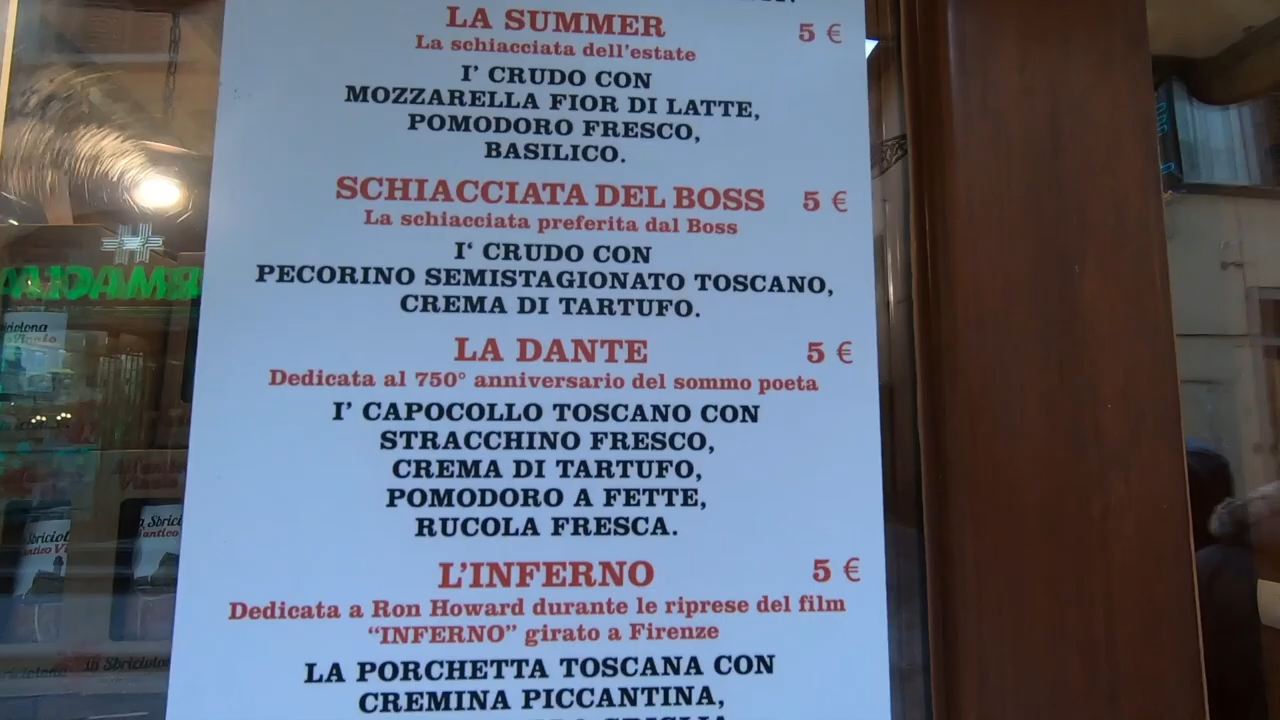 LA SUMMER 5 €
La schiacciata dell'estate
I' CRUDO CON
MOZZARELLA FIOR DI LATTE,
POMODORO FRESCO,
BASILICO.
SCHIACCIATA DEL BOSS 5 €
La schiacciata preferita dal Boss
I‘ CRUDO CON
PECORINO SEMISTAGIONATO TOSCANO,
CREMA DI TARTUFO.
LA DANTE 5 €
Dedicata al 750° anniversario del sommo poeta
I' CAPOCOLLO TOSCANO CON
STRACCHINO FRESCO,
CREMA DI TARTUFO,
POMODORO A FETTE,
RUCOLA FRESCA.
L'INFERNO 5 €
Dedicata a Ron Howard durante le riprese del film
“INFERNO” girato a Firenze
LA PORCHETTA TOSCANA CON
CREMINA PICCANTINA,